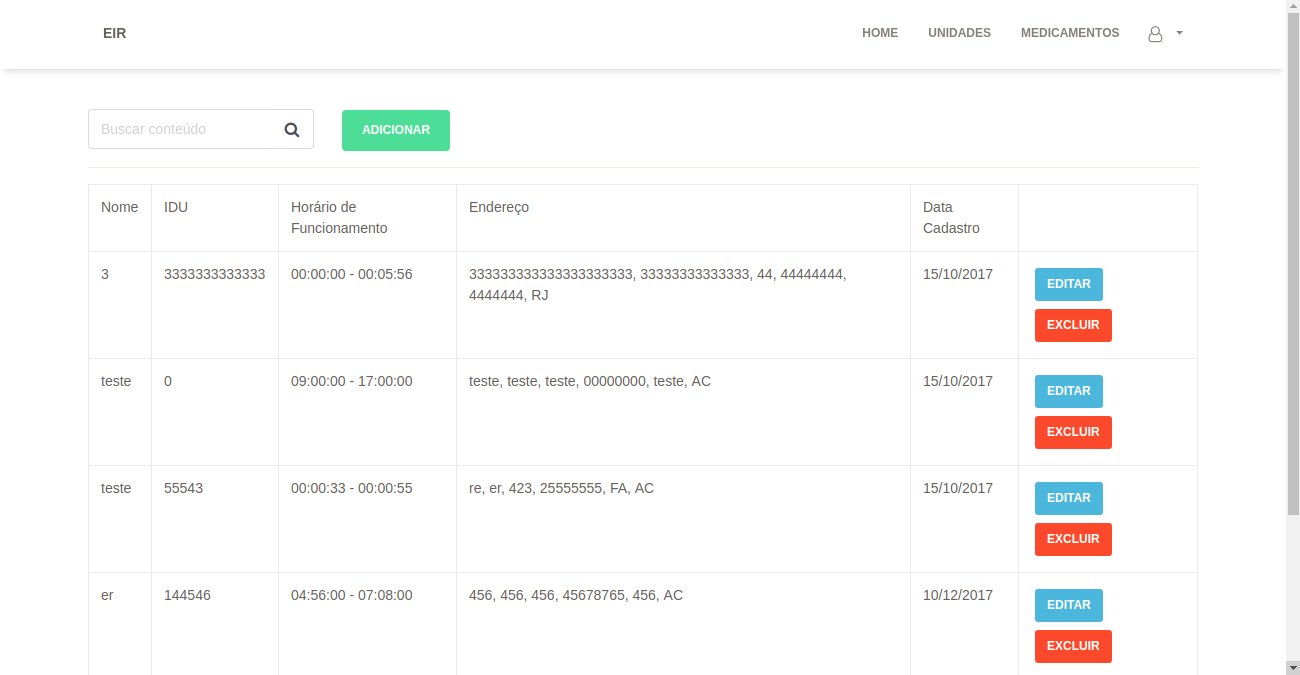 EIR
HOME UNIDADES MEDICAMENTOS
Buscar conteúdo
ADICIONAR
Nome IDU Horário de Funcionamento Endereço Data Cadastro
3 3333333333333 00:00:00 - 00:05:56 333333333333333333333, 33333333333333, 44, 44444444, 4444444, RJ 15/10/2017
EDITAR
EXCLUIR
teste 0 09:00:00 - 17:00:00 teste, teste, teste, 00000000, teste, AC 15/10/2017
EDITAR
EXCLUIR
teste 55543 00:00:33 - 00:00:55 re, er, 423, 25555555, FA, AC 15/10/2017
EDITAR
EXCLUIR
er 144546 04:56:00 - 07:08:00 456, 456, 456, 45678765, 456, AC 10/12/2017
EDITAR
EXCLUIR